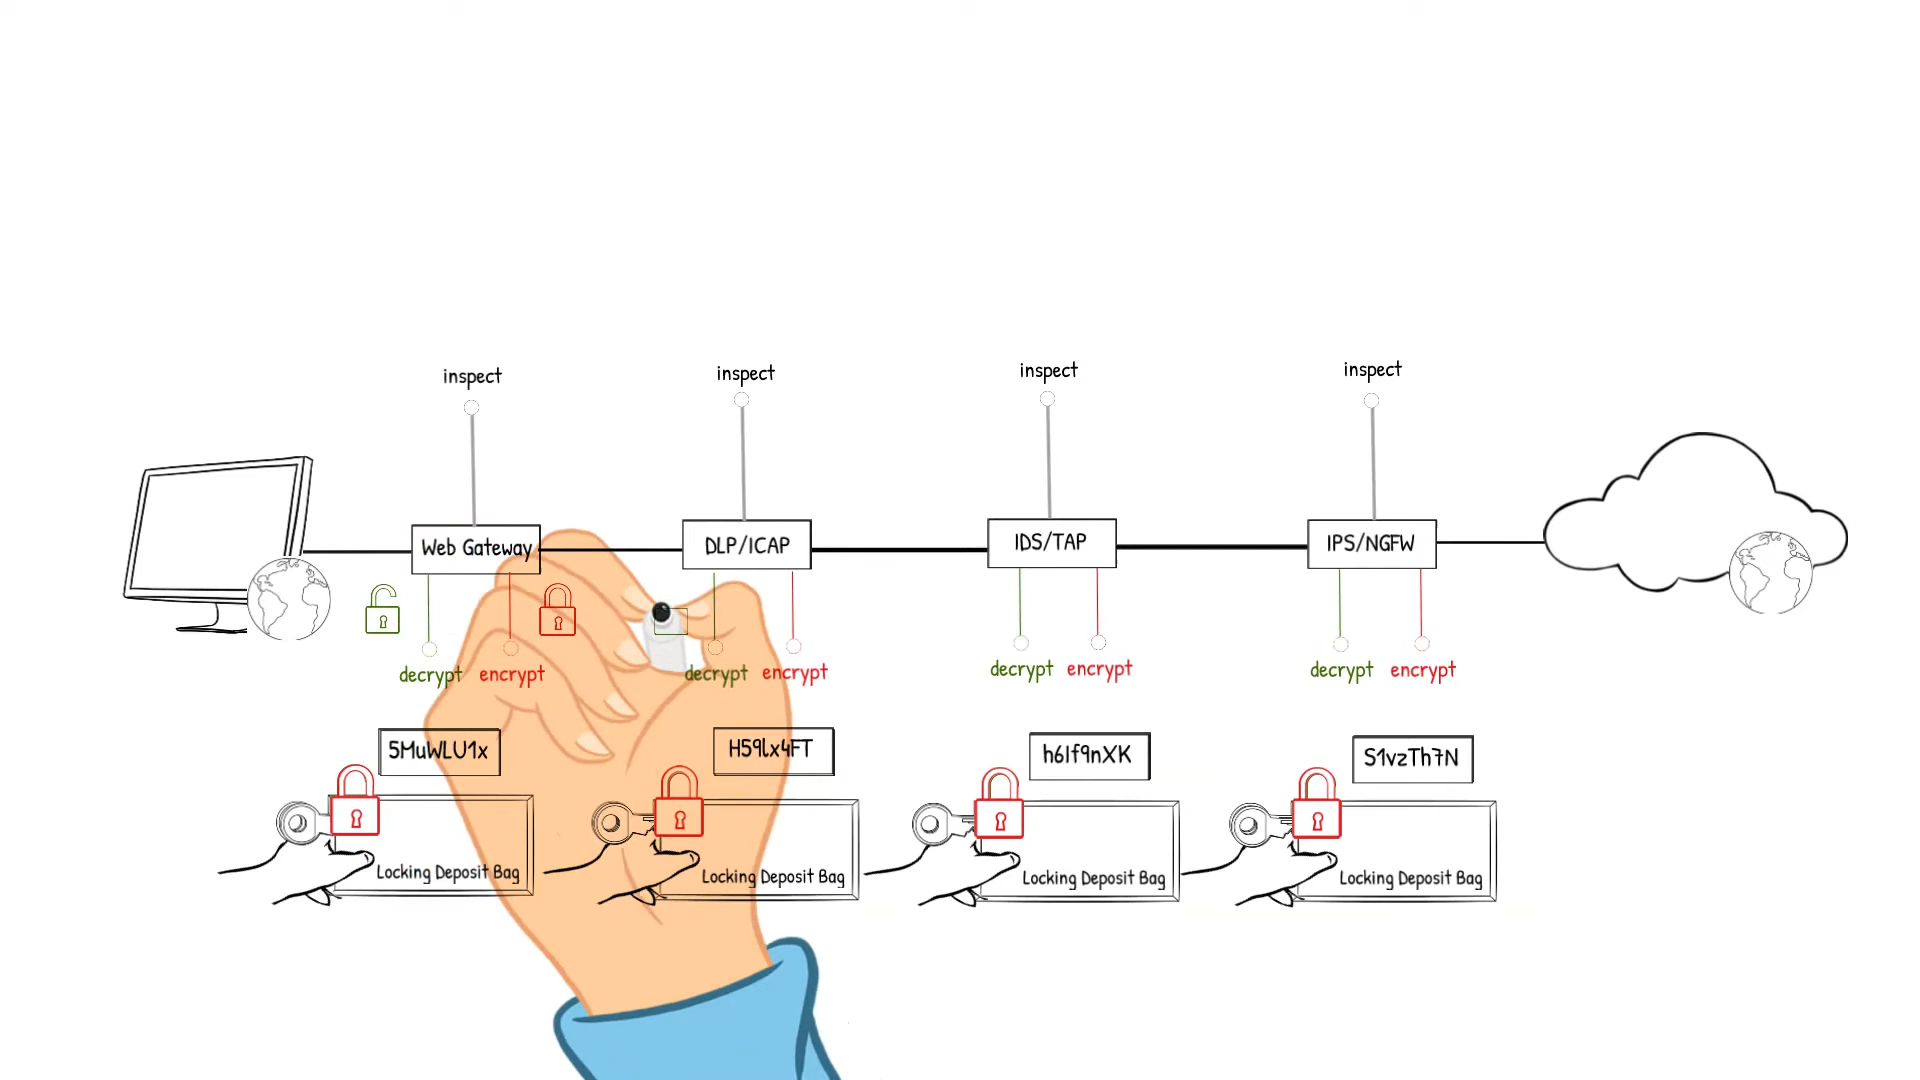 inspect
inspect
inspect
inspect
Web Gateway
DLP/ICAP
IDS/TAP
IPS/NGFW
decrypt
encrypt
decrypt
encrypt
decrypt
encrypt
decrypt
encrypt
5MuWLU1x
H59lx4FT
h6If9nXK
S1vzTh7N
Locking Deposit Bag
Locking Deposit Bag
Locking Deposit Bag
Locking Deposit Bag